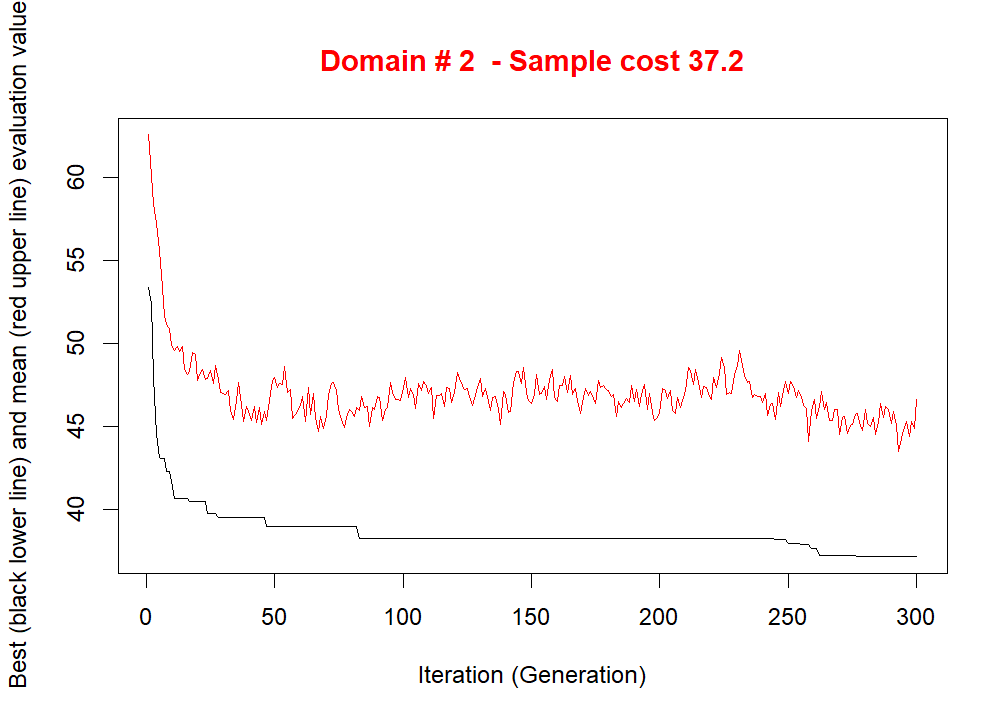 Domain # 2  - Sample cost 37.2
Best (black lower line) and mean (red upper line) evaluation value
60
55
50
45
40
0 50 100 150 200 250 300
Iteration (Generation)